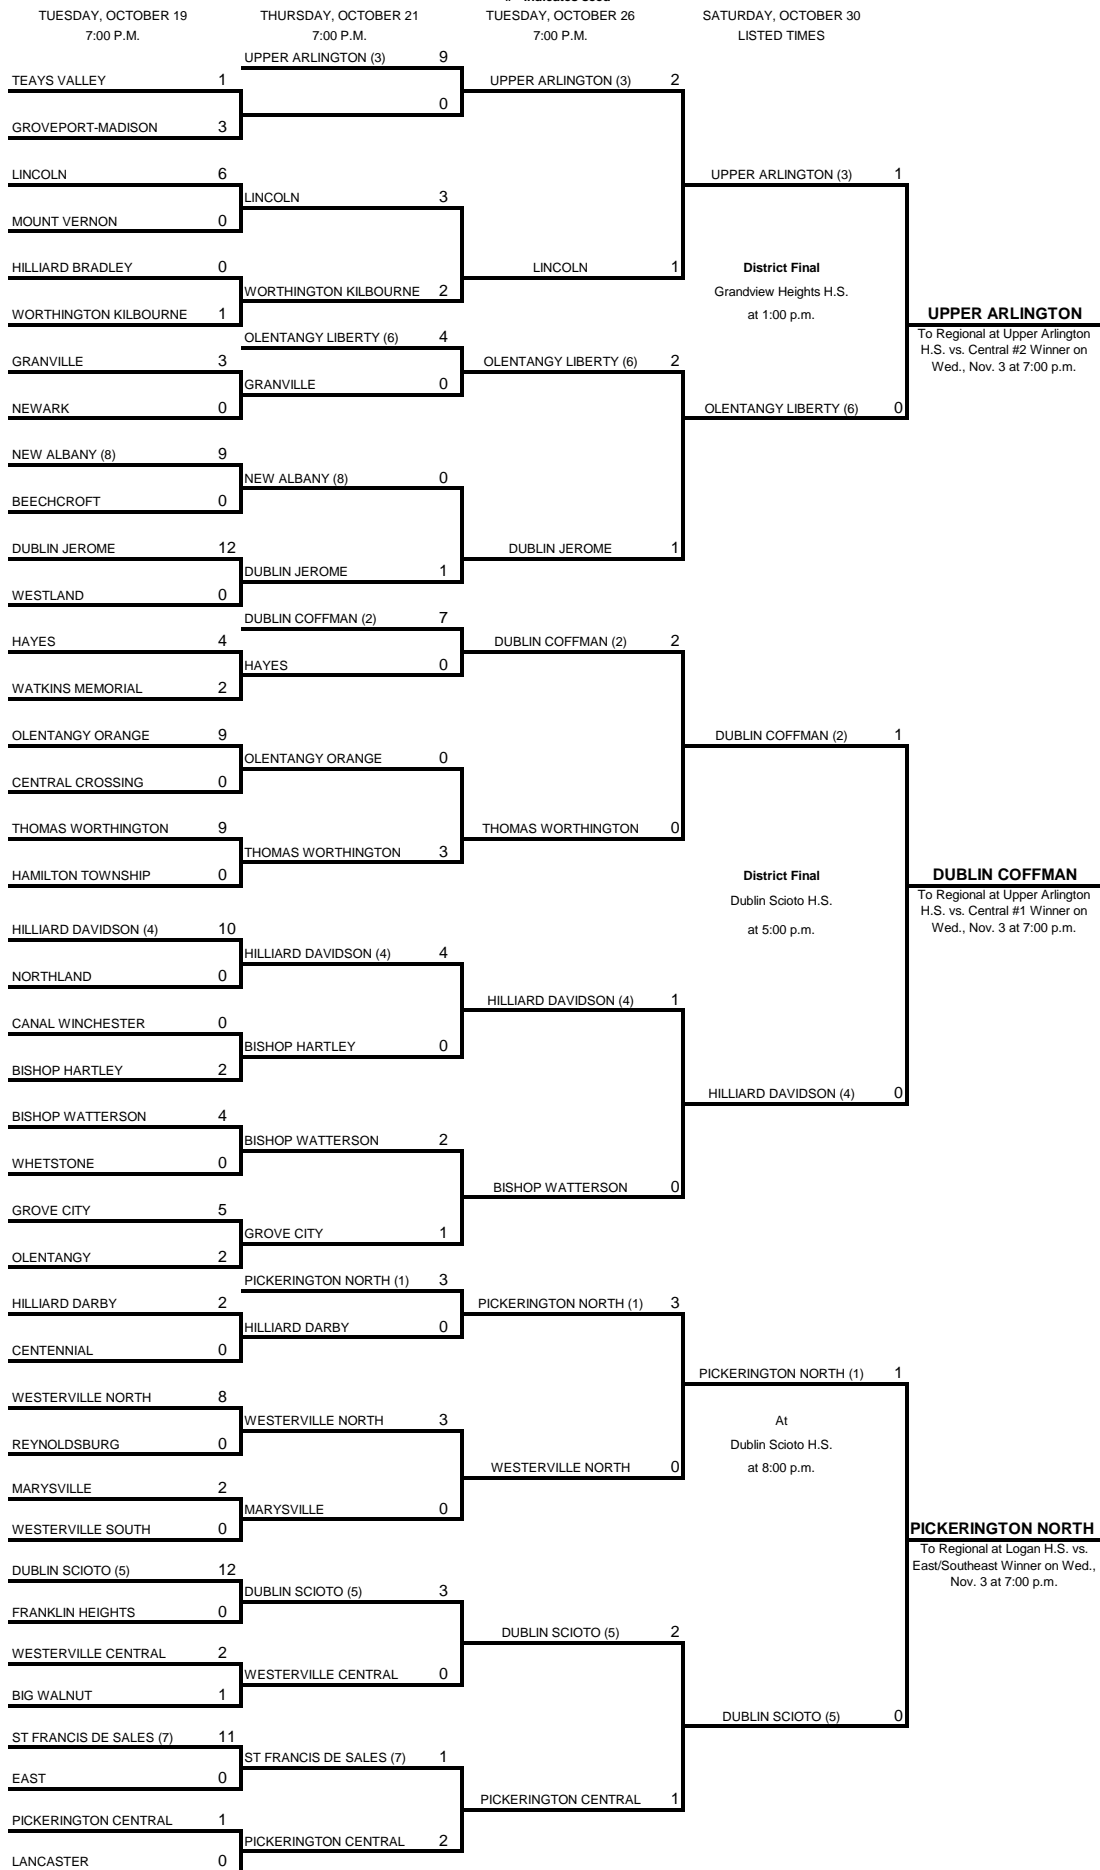 # - Indicates seed
TUESDAY, OCTOBER 19 THURSDAY, OCTOBER 21 TUESDAY, OCTOBER 26 SATURDAY, OCTOBER 30
7:00 P.M. 7:00 P.M. 7:00 P.M. LISTED TIMES
UPPER ARLINGTON (3) 9
TEAYS VALLEY 1 UPPER ARLINGTON (3) 2
0
GROVEPORT-MADISON 3
LINCOLN 6 UPPER ARLINGTON (3) 1
LINCOLN 3
MOUNT VERNON 0
HILLIARD BRADLEY 0 LINCOLN 1 District Final
WORTHINGTON KILBOURNE 2 Grandview Heights H.S.
WORTHINGTON KILBOURNE 1 at 1:00 p.m. UPPER ARLINGTON
OLENTANGY LIBERTY (6) 4 To Regional at Upper Arlington
H.S. vs. Central #2 Winner on
GRANVILLE 3 OLENTANGY LIBERTY (6) 2 Wed., Nov. 3 at 7:00 p.m.
GRANVILLE 0
NEWARK 0 OLENTANGY LIBERTY (6) 0
NEW ALBANY (8) 9
NEW ALBANY (8) 0
BEECHCROFT 0
DUBLIN JEROME 12 DUBLIN JEROME 1
DUBLIN JEROME 1
WESTLAND 0
DUBLIN COFFMAN (2) 7
HAYES 4 DUBLIN COFFMAN (2) 2
HAYES 0
WATKINS MEMORIAL 2
OLENTANGY ORANGE 9 DUBLIN COFFMAN (2) 1
OLENTANGY ORANGE 0
CENTRAL CROSSING 0
THOMAS WORTHINGTON 9 THOMAS WORTHINGTON 0
THOMAS WORTHINGTON 3
HAMILTON TOWNSHIP 0 District Final DUBLIN COFFMAN
To Regional at Upper Arlington
Dublin Scioto H.S.
H.S. vs. Central #1 Winner on
HILLIARD DAVIDSON (4) 10 at 5:00 p.m. Wed., Nov. 3 at 7:00 p.m.
HILLIARD DAVIDSON (4) 4
NORTHLAND 0
HILLIARD DAVIDSON (4) 1
CANAL WINCHESTER 0
BISHOP HARTLEY 0
BISHOP HARTLEY 2
HILLIARD DAVIDSON (4) 0
BISHOP WATTERSON 4
BISHOP WATTERSON 2
WHETSTONE 0
BISHOP WATTERSON 0
GROVE CITY 5
GROVE CITY 1
OLENTANGY 2
PICKERINGTON NORTH (1) 3
HILLIARD DARBY 2 PICKERINGTON NORTH (1) 3
HILLIARD DARBY 0
CENTENNIAL 0
PICKERINGTON NORTH (1) 1
WESTERVILLE NORTH 8
WESTERVILLE NORTH 3 At
REYNOLDSBURG 0 Dublin Scioto H.S.
WESTERVILLE NORTH 0 at 8:00 p.m.
MARYSVILLE 2
MARYSVILLE 0
WESTERVILLE SOUTH 0 PICKERINGTON NORTH
To Regional at Logan H.S. vs.
East/Southeast Winner on Wed.,
DUBLIN SCIOTO (5) 12 Nov. 3 at 7:00 p.m.
DUBLIN SCIOTO (5) 3
FRANKLIN HEIGHTS 0
DUBLIN SCIOTO (5) 2
WESTERVILLE CENTRAL 2
WESTERVILLE CENTRAL 0
BIG WALNUT 1
DUBLIN SCIOTO (5) 0
ST FRANCIS DE SALES (7) 11
ST FRANCIS DE SALES (7) 1
EAST 0
PICKERINGTON CENTRAL 1
PICKERINGTON CENTRAL 1
PICKERINGTON CENTRAL 2
LANCASTER 0